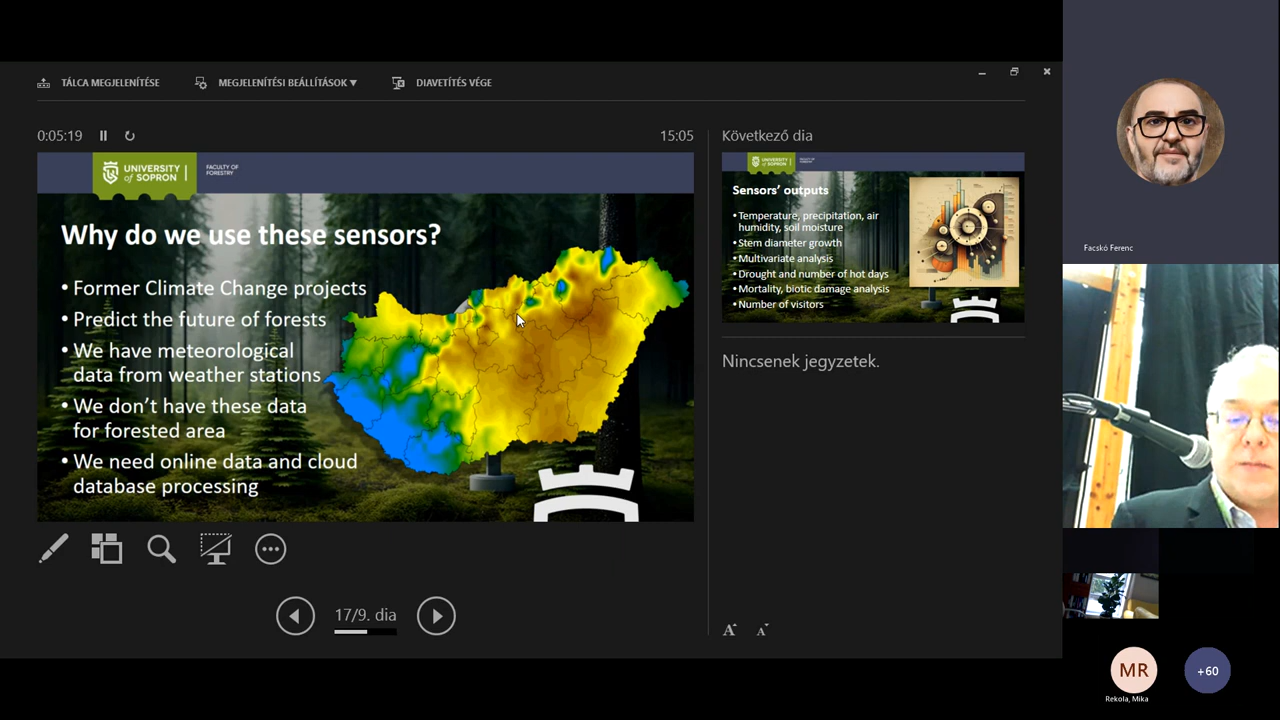 TÁLCA MEGJELENÍTÉSE
MEGJELENÍTÉSI BEÁLLÍTÁSOK ▼
DIAVETÍTÉS VÉGE
0:05:19
15:05
UNIVERSITY
of SOPRON
FACULTY OF
FORESTRY
Why do we use these sensors?
• Former Climate Change projects
• Predict the future of forests
• We have meteorological
data from weather stations
• We don't have these data
for forested area
• We need online data and cloud
database processing
17/9. dia
Következő dia
UNIVERSITY
of SOPRON
Sensors' outputs
• Temperature, precipitation, air
humidity, soil moisture
• Stem diameter growth
• Multivariate analysis
• Drought and number of hot days
• Mortality, biotic damage analysis
• Number of visitors
Nincsenek jegyzetek.
A A
Facskó Ferenc
MR
+60
Rekola, Mika